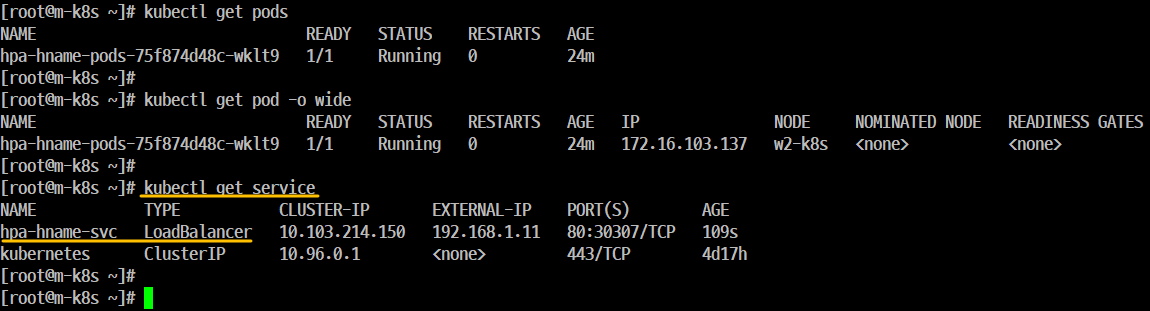 [root@m-k8s ~]# kubectl get pods
NAME                          READY   STATUS    RESTARTS   AGE
hpa-hname-pods-75f874d48c-wklt9   1/1     Running   0          24m
[root@m-k8s ~]#
[root@m-k8s ~]# kubectl get pod -o wide
NAME                          READY   STATUS    RESTARTS   AGE   IP               NODE     NOMINATED NODE   READINESS GATES
hpa-hname-pods-75f874d48c-wklt9   1/1     Running   0          24m   172.16.103.137   w2-k8s   <none>           <none>
[root@m-k8s ~]#
[root@m-k8s ~]# kubectl get service
NAME            TYPE           CLUSTER-IP       EXTERNAL-IP    PORT(S)        AGE
hpa-hname-svc   LoadBalancer   10.103.214.150   192.168.1.11   80:30307/TCP   109s
kubernetes      ClusterIP      10.96.0.1        <none>         443/TCP        4d17h
[root@m-k8s ~]#
[root@m-k8s ~]#